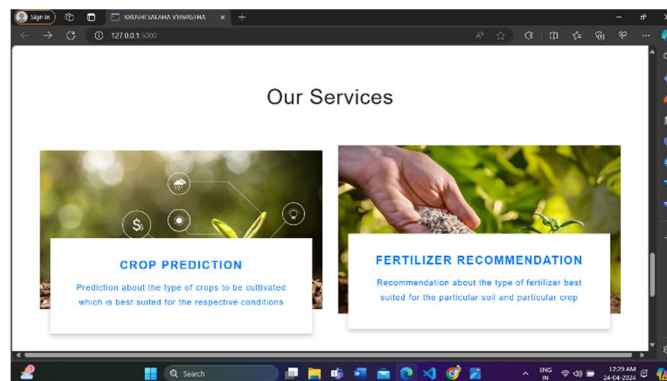 Sign in
KRUSHI SALAHA VYAVASTHA
127.0.0.1:5000
Our Services
CROP PREDICTION
Prediction about the type of crops to be cultivated
which is best suited for the respective conditions
FERTILIZER RECOMMENDATION
Recommendation about the type of fertilizer best
suited for the particular soil and particular crop
Search
ENG
IN
12:29 AM
24-04-2024